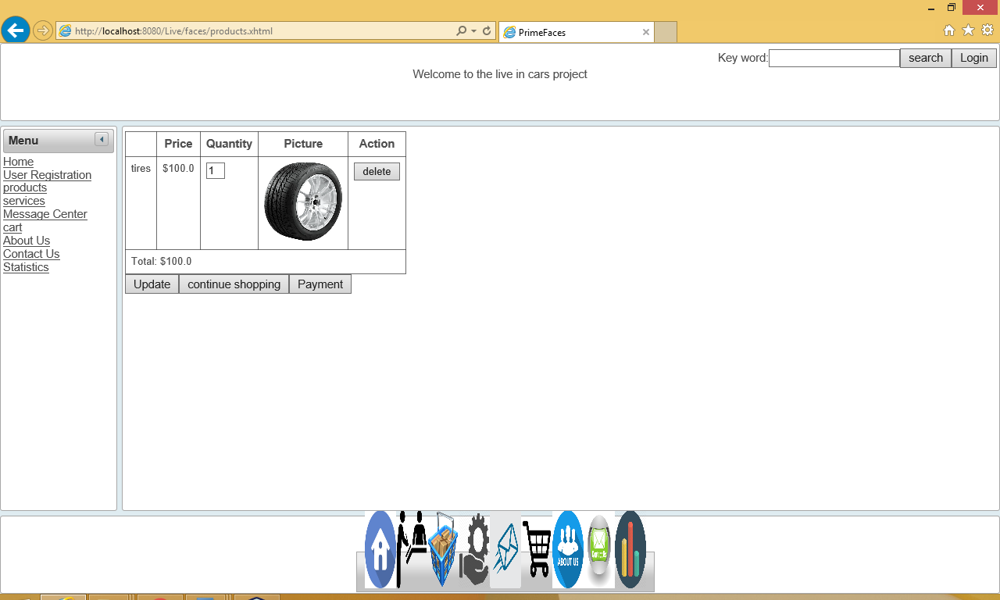 http://localhost:8080/Live/faces/products.xhtml
PrimeFaces
Key word: search Login
Welcome to the live in cars project
Menu
Home
User Registration
products
services
Message Center
cart
About Us
Contact Us
Statistics
Price Quantity Picture Action
tires $100.0 1 delete
Total: $100.0
Update continue shopping Payment
ABOUT US
Contact Us